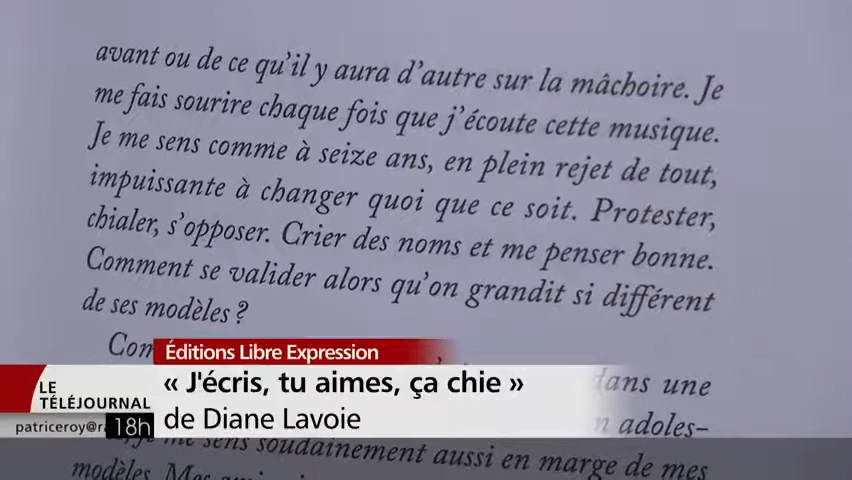 avant ou de ce qu'il y aura d'autre sur la mâchoire. Je
me fais sourire chaque fois que j'écoute cette musique.
Je me sens comme à seize ans, en plein rejet de tout,
impuissante à changer quoi que ce soit. Protester,
chialer, s'opposer. Crier des noms et me penser bonne.
Comment se valider alors qu'on grandit si différent
de ses modèles ?
Éditions Libre Expression
« J'écris, tu aimes, ça chie »
de Diane Lavoie
dans une
adoles-
LE
TÉLÉJOURNAL
18h
me sens soudainement aussi en marge de mes
modèles.